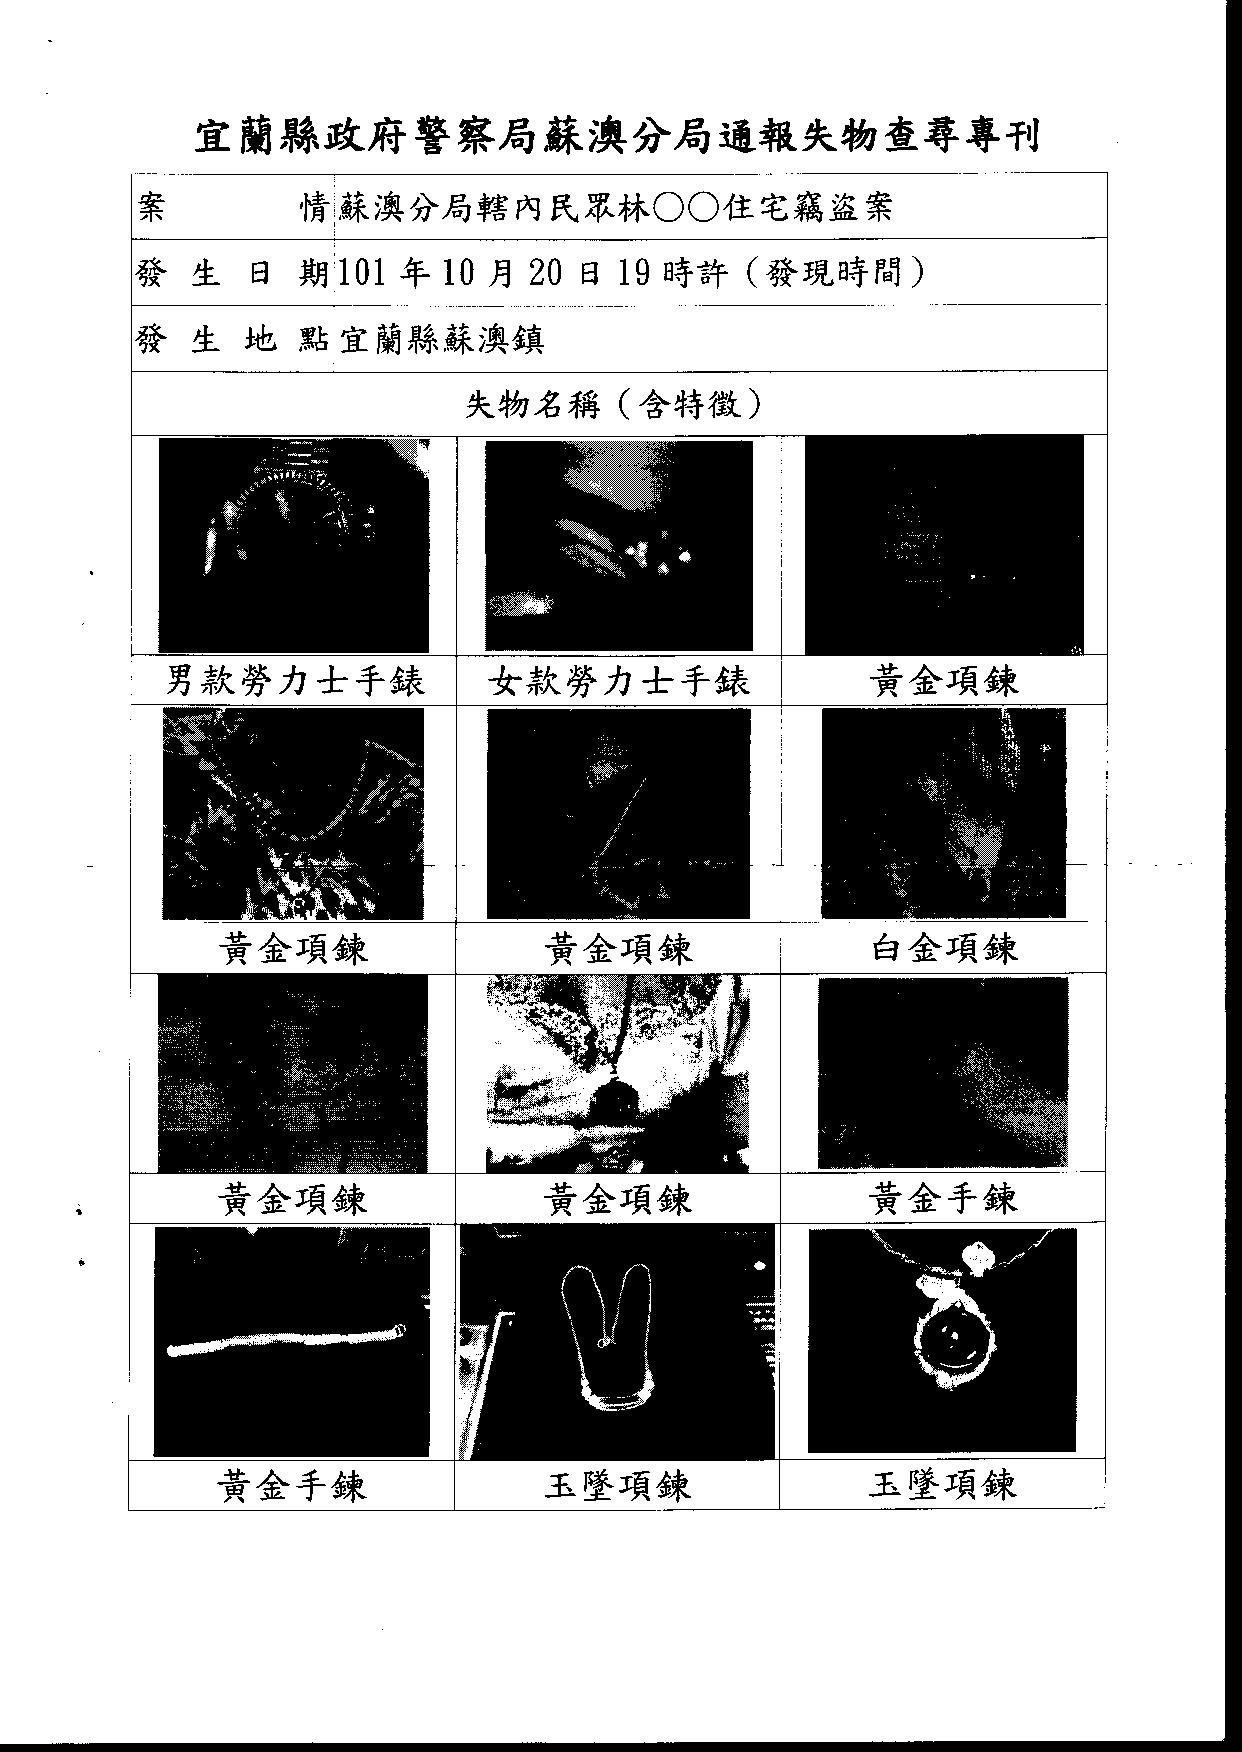 宜蘭縣政府警察局蘇澳分局通報失物查尋專刊
案情 蘇澳分局轄內民眾林○○住宅竊盜案
發生日期 101 年 10 月 20 日 19 時許（發現時間）
發生地點 宜蘭縣蘇澳鎮
失物名稱（含特徵）
男款勞力士手錶 女款勞力士手錶 黃金項鍊
黃金項鍊 黃金項鍊 白金項鍊
黃金項鍊 黃金項鍊 黃金手鍊
黃金手鍊 玉墜項鍊 玉墜項鍊